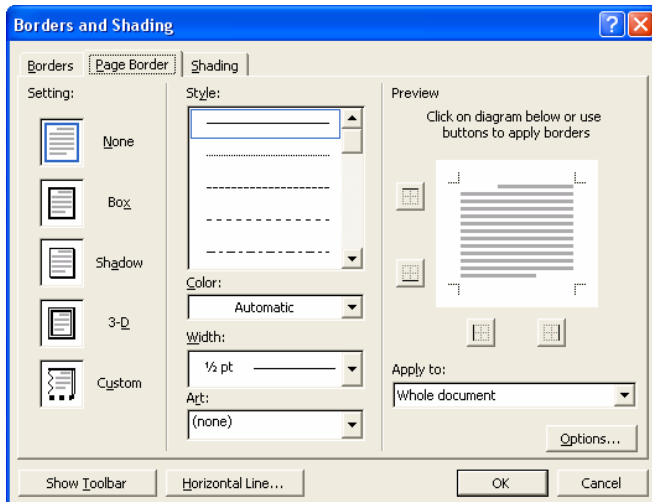 Borders and Shading
Borders
Page Border
Shading
Setting:
None
Box
Shadow
3-D
Custom
Style:
Color:
Automatic
Width:
½ pt
Art:
(none)
Preview
Click on diagram below or use
buttons to apply borders
Apply to:
Whole document
Options...
Show Toolbar
Horizontal Line...
OK
Cancel